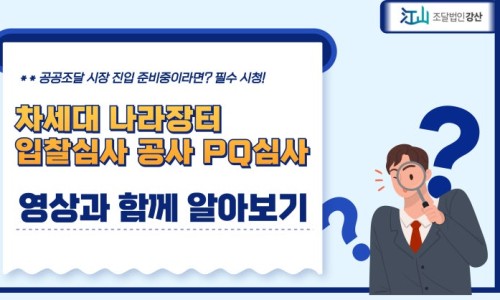 江山 조달법인강산
** 공공조달 시장 진입 준비중이라면? 필수 시청!
차세대 나라장터
입찰심사 공사 PQ심사
영상과 함께 알아보기
?
?